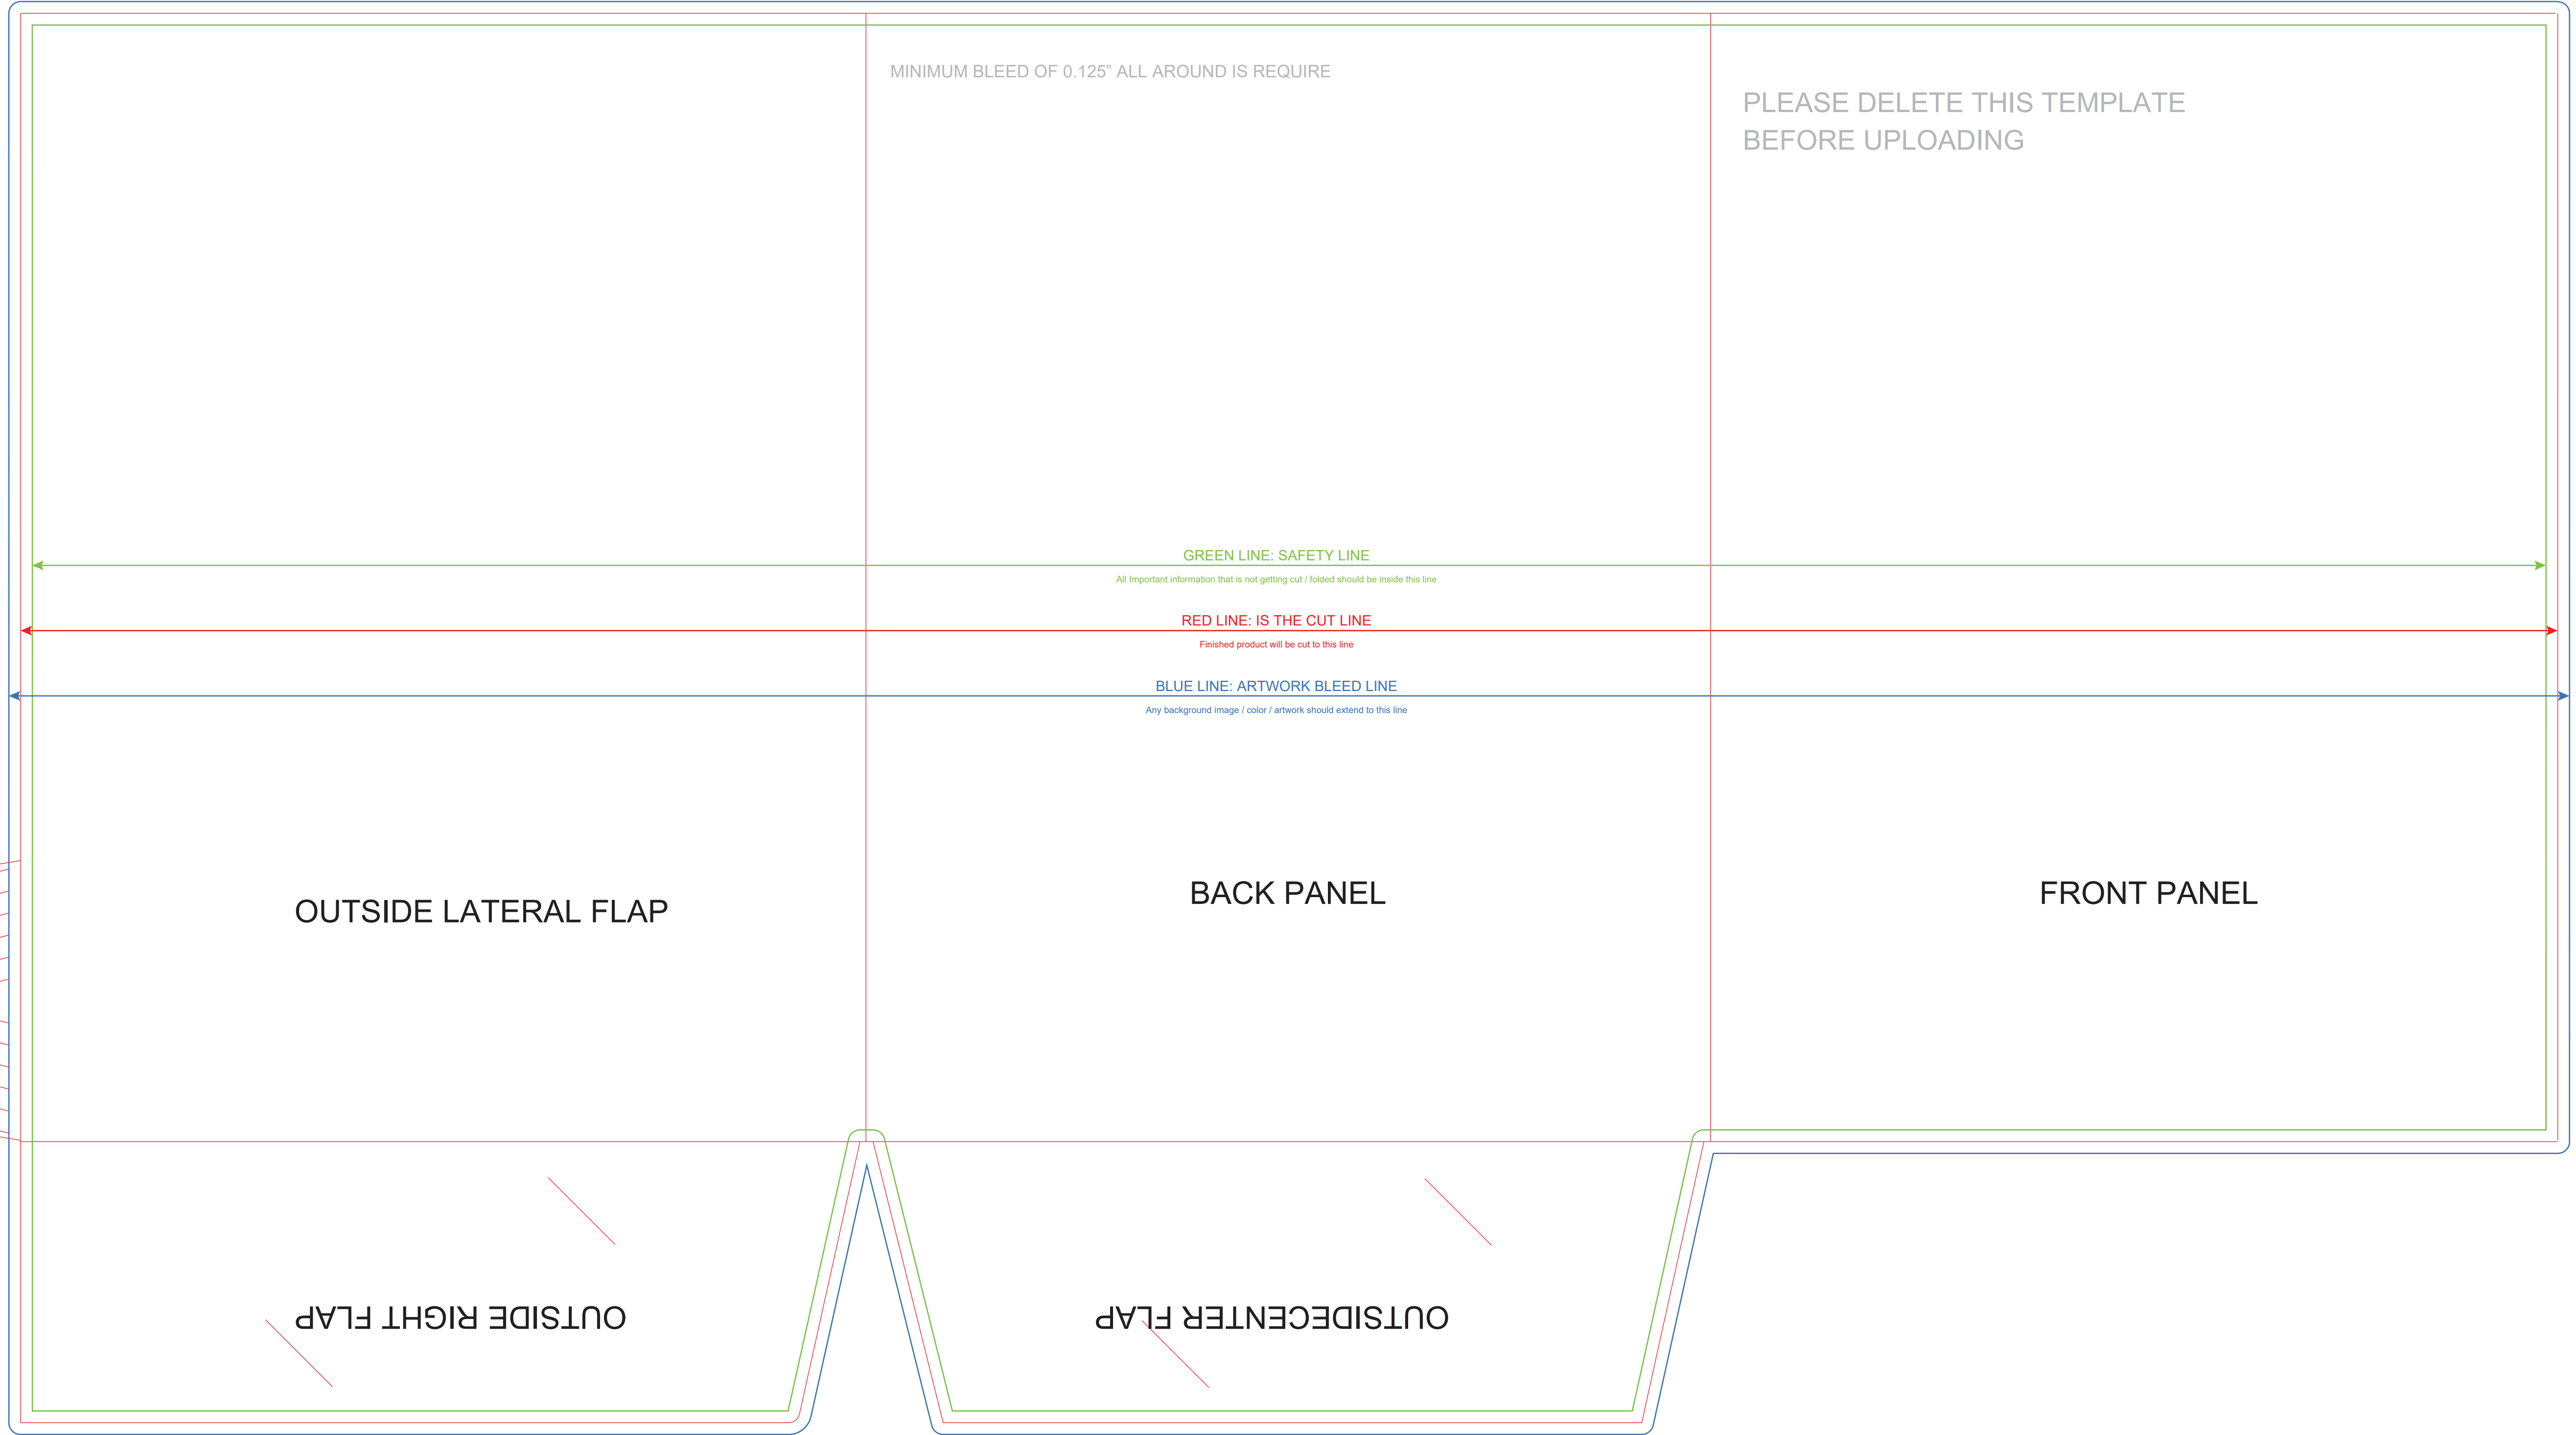 MINIMUM BLEED OF 0.125” ALL AROUND IS REQUIRE
PLEASE DELETE THIS TEMPLATE
BEFORE UPLOADING
GREEN LINE: SAFETY LINE
All Important information that is not getting cut / folded should be inside this line
RED LINE: IS THE CUT LINE
Finished product will be cut to this line
BLUE LINE: ARTWORK BLEED LINE
Any background image / color / artwork should extend to this line
OUTSIDE LATERAL FLAP
BACK PANEL
FRONT PANEL
OUTSIDE RIGHT FLAP
OUTSIDECENTER FLAP